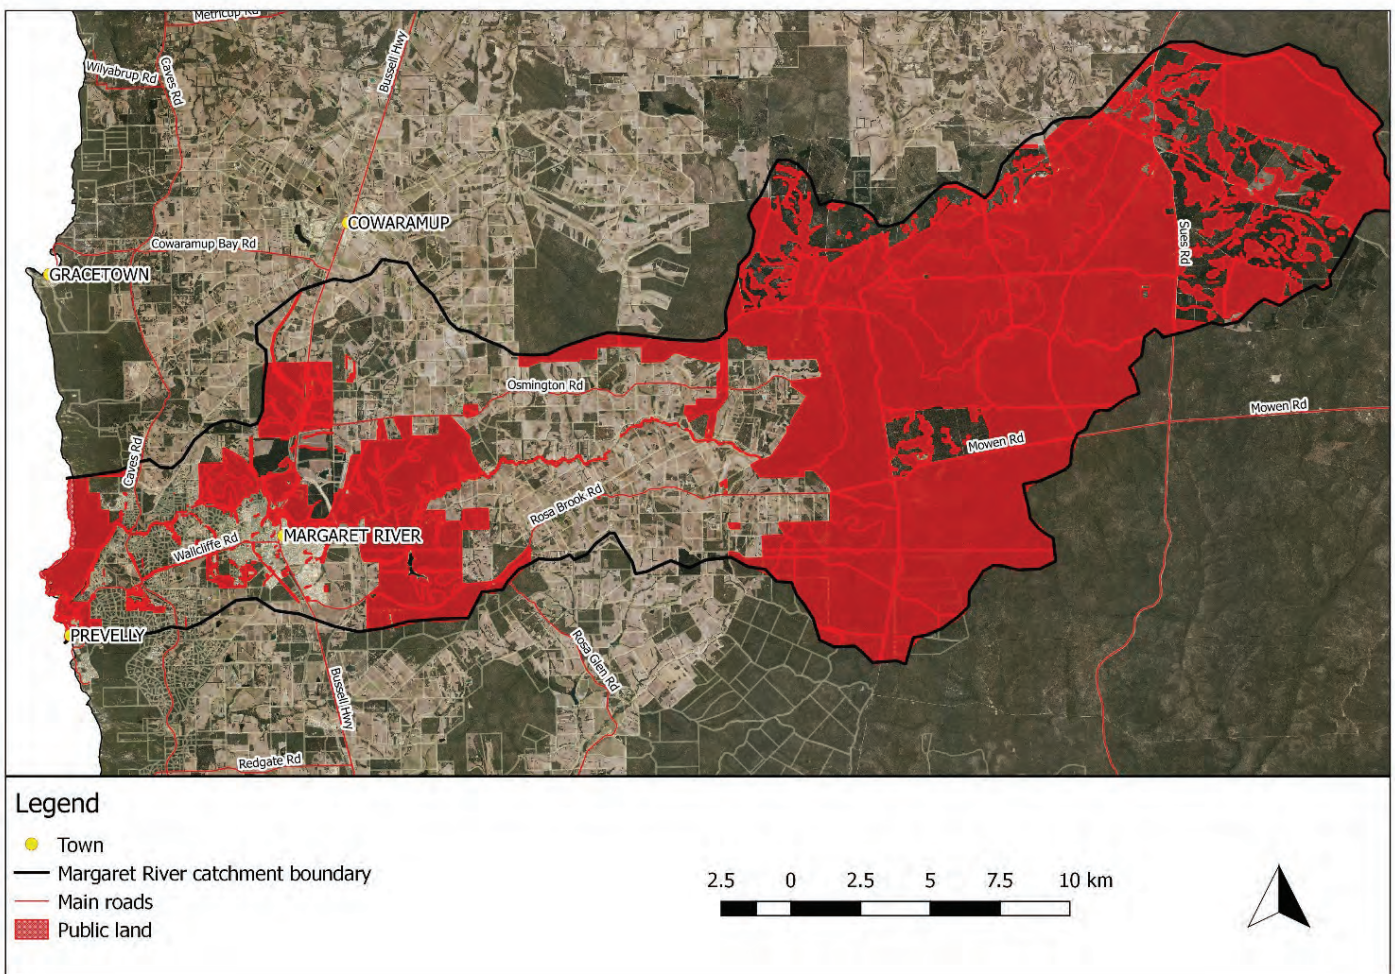 Metricup Rd
Wilyabrup Rd
Caves Rd
Bussell Hwy
COWARAMUP
Cowaramup Bay Rd
GRACETOWN
Sues Rd
Osmington Rd
Mowen Rd
Mowen Rd
Caves Rd
Rosa Brook Rd
MARGARET RIVER
Wallcliffe Rd
PREVELLY
Rosa Glen Rd
Bussell Hwy
Redgate Rd
Legend
Town
Margaret River catchment boundary
Main roads
Public land
2.5 0 2.5 5 7.5 10 km